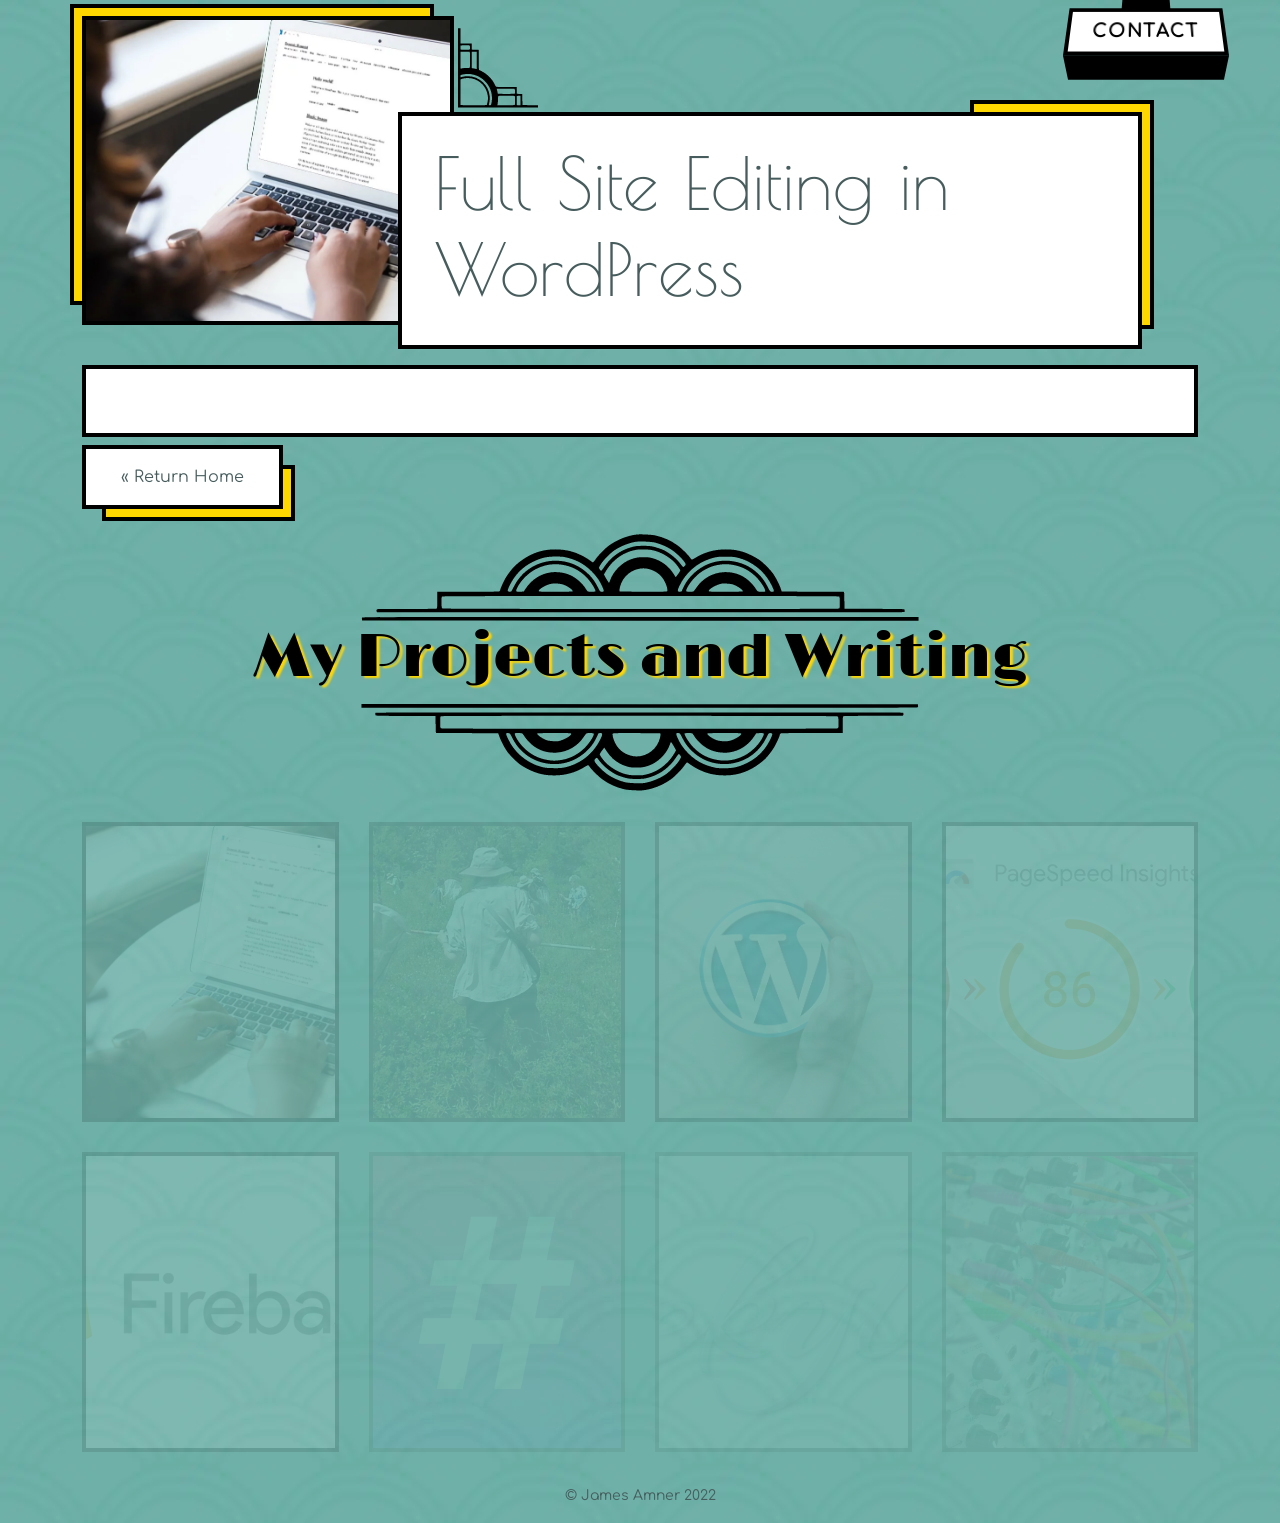 CONTACT
Full Site Editing in
WordPress
« Return Home
My Projects and Writing
PageSpeed Insights
86
Fireba
#
© James Amner 2022